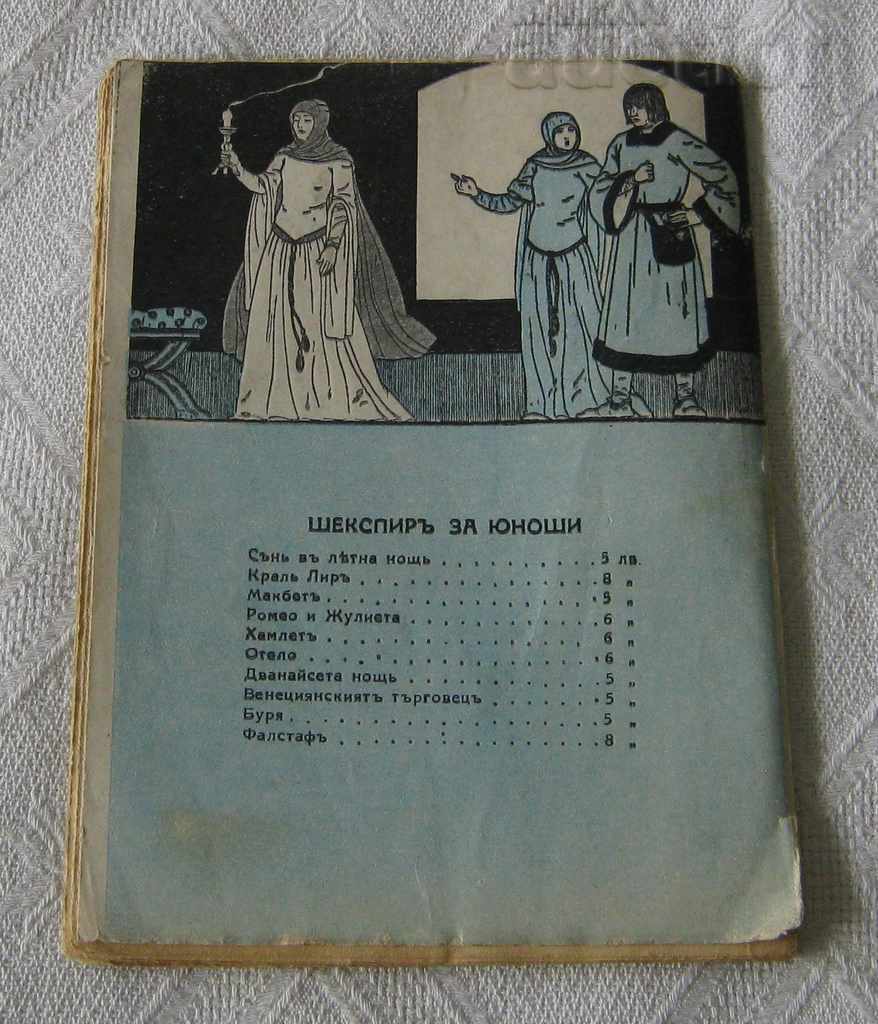 ШЕКСПИРЪ ЗА ЮНОШИ
Сънь въ лѣтна нощь . . . . . . . . . . 5 лв.
Краль Лиръ . . . . . . . . . . . . . . 8 „
Макбетъ . . . . . . . . . . . . . . . 5 „
Ромео и Жулиета . . . . . . . . . . . 6 „
Хамлетъ . . . . . . . . . . . . . . . 6 „
Отело . . . . . . . . . . . . . . . . 6 „
Дванайсета нощь . . . . . . . . . . . 5 „
Венециянскиятъ търговецъ . . . . . . 5 „
Буря . . . . . . . . . . . . . . . . . 5 „
Фалстафъ . . . . . . . . . . . . . . . 8 „